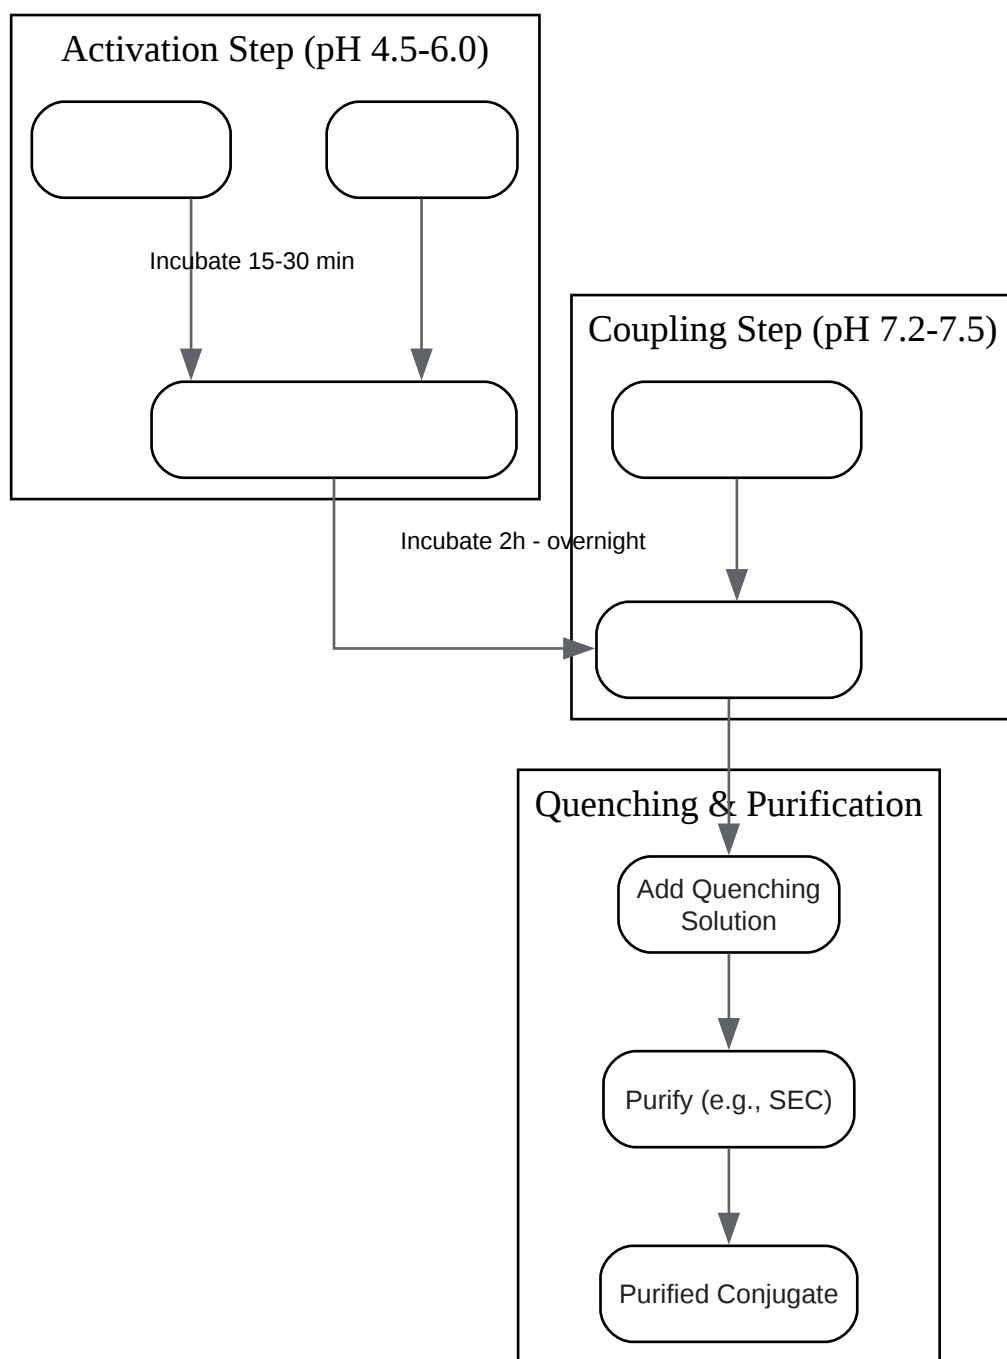 Activation Step (pH 4.5-6.0)
Incubate 15-30 min
Coupling Step (pH 7.2-7.5)
Incubate 2h - overnight
Quenching & Purification
Add Quenching
Solution
Purify (e.g., SEC)
Purified Conjugate